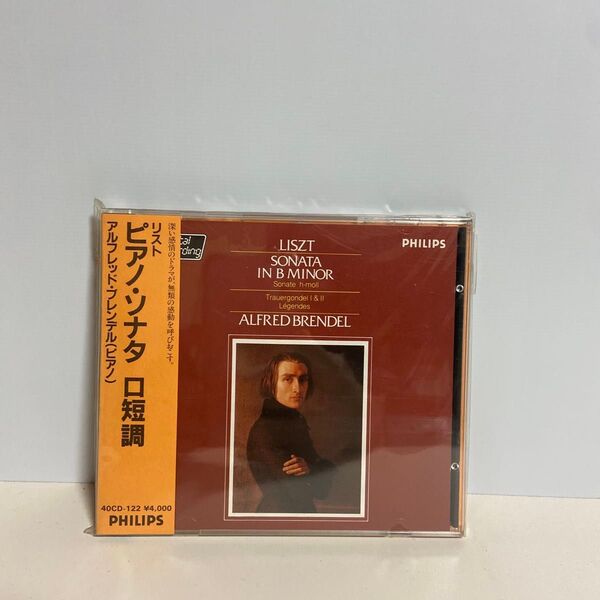 深い感情のドラマが、無類の感動を呼びおこす。
リスト
ピアノ・ソナタ ロ短調
アルフレッド・ブレンデル(ピアノ)
40CD-122 ¥4,000
PHILIPS
LISZT
SONATA
IN B MINOR
Sonate h-moll
Trauergondel I & II
Légendes
ALFRED BRENDEL
PHILIPS